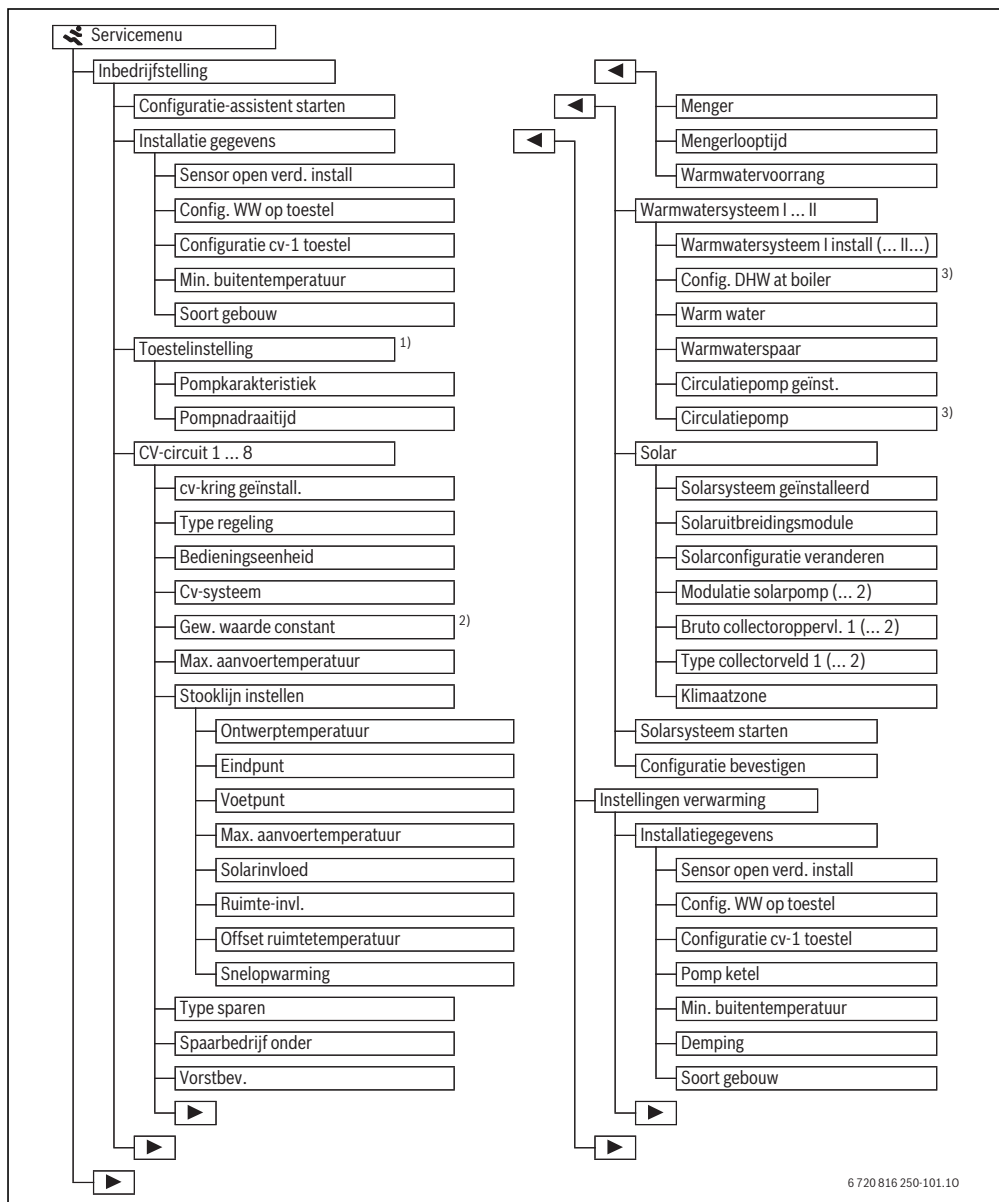 Servicemenu
Inbedrijfstelling
Configuratie-assistent starten
Installatie gegevens
Sensor open verd. install
Config. WW op toestel
Configuratie cv-1 toestel
Min. buitentemperatuur
Soort gebouw
Toestelinstelling 1)
Pompkarakteristiek
Pompnadraaitijd
CV-circuit 1 ... 8
cv-kring geïnstall.
Type regeling
Bedieningseenheid
Cv-systeem
Gew. waarde constant 2)
Max. aanvoertemperatuur
Stooklijn instellen
Ontwerptemperatuur
Eindpunt
Voetpunt
Max. aanvoertemperatuur
Solarinvloed
Ruimte-invl.
Offset ruimtetemperatuur
Snelopwarming
Type sparen
Spaarbedrijf onder
Vorstbev.
Menger
Mengerlooptijd
Warmwatervoorrang
Warmwatersysteem I ... II
Warmwatersysteem I install (... II...)
Config. DHW at boiler 3)
Warm water
Warmwaterspaar
Circulatiepomp geïnst.
Circulatiepomp 3)
Solar
Solarsysteem geïnstalleerd
Solaruitbreidingsmodule
Solarconfiguratie veranderen
Modulatie solarpomp (... 2)
Bruto collectoroppervl. 1 (... 2)
Type collectorveld 1 (... 2)
Klimaatzone
Solarsysteem starten
Configuratie bevestigen
Instellingen verwarming
Installatiegegevens
Sensor open verd. install
Config. WW op toestel
Configuratie cv-1 toestel
Pomp ketel
Min. buitentemperatuur
Demping
Soort gebouw
6 720 816 250-101.1O